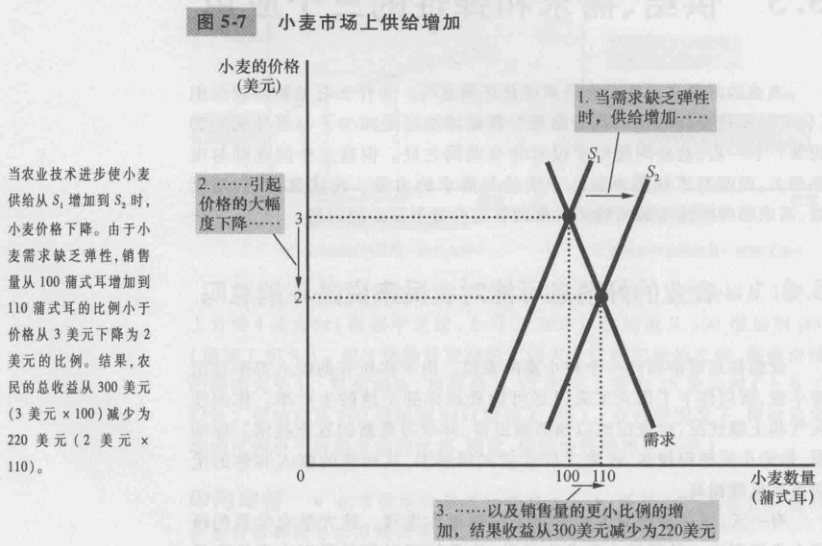 图 5-7 小麦市场上供给增加
当农业技术进步使小麦
供给从 S₁ 增加到 S₂ 时，
小麦价格下降。由于小
麦需求缺乏弹性，销售
量从 100 蒲式耳增加到
110 蒲式耳的比例小于
价格从 3 美元下降为 2
美元的比例。结果，农
民的总收益从 300 美元
（3 美元 × 100）减少为
220 美元（2 美元 ×
110）。
小麦的价格
（美元）
1. 当需求缺乏弹性
时，供给增加……
S₁
S₂
2. ……引起
价格的大幅
度下降……
3
2
需求
0
100
110
小麦数量
（蒲式耳）
3. ……以及销售量的更小比例的增
加，结果收益从300美元减少为220美元